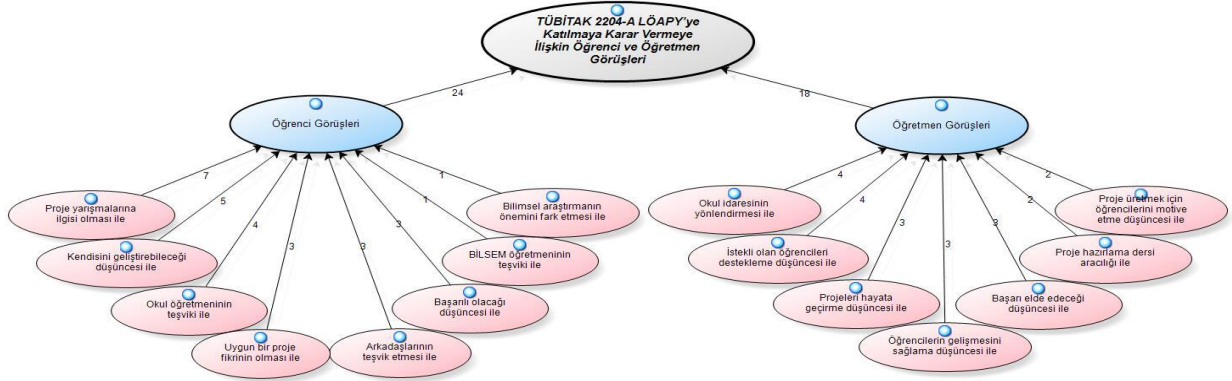 TÜBİTAK 2204-A LÖAPY'ye
Katılmaya Karar Vermeye
İlişkin Öğrenci ve Öğretmen
Görüşleri
24
18
Öğrenci Görüşleri
Öğretmen Görüşleri
7
5
4
3
3
3
1
1
Proje yarışmalarına
ilgisi olması ile
Kendisini geliştirebileceği
düşüncesi ile
Okul öğretmeninin
teşviki ile
Uygun bir proje
fikrinin olması ile
Arkadaşlarının
teşvik etmesi ile
Başarılı olacağı
düşüncesi ile
BİLSEM öğretmeninin
teşviki ile
Bilimsel araştırmanın
önemini fark etmesi ile
4
4
3
3
3
2
2
Okul idaresinin
yönlendirmesi ile
İstekli olan öğrencileri
destekleme düşüncesi ile
Projeleri hayata
geçirme düşüncesi ile
Öğrencilerin gelişmesini
sağlama düşüncesi ile
Başarı elde edeceği
düşüncesi ile
Proje hazırlama dersi
aracılığı ile
Proje üretmek için
öğrencilerini motive
etme düşüncesi ile